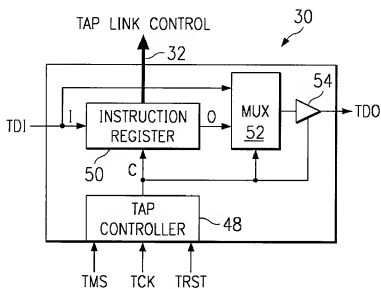 TAP LINK CONTROL
30
32
54
TDI
I
INSTRUCTION
REGISTER
O
MUX
52
TDO
50
C
TAP
CONTROLLER
48
TMS
TCK
TRST